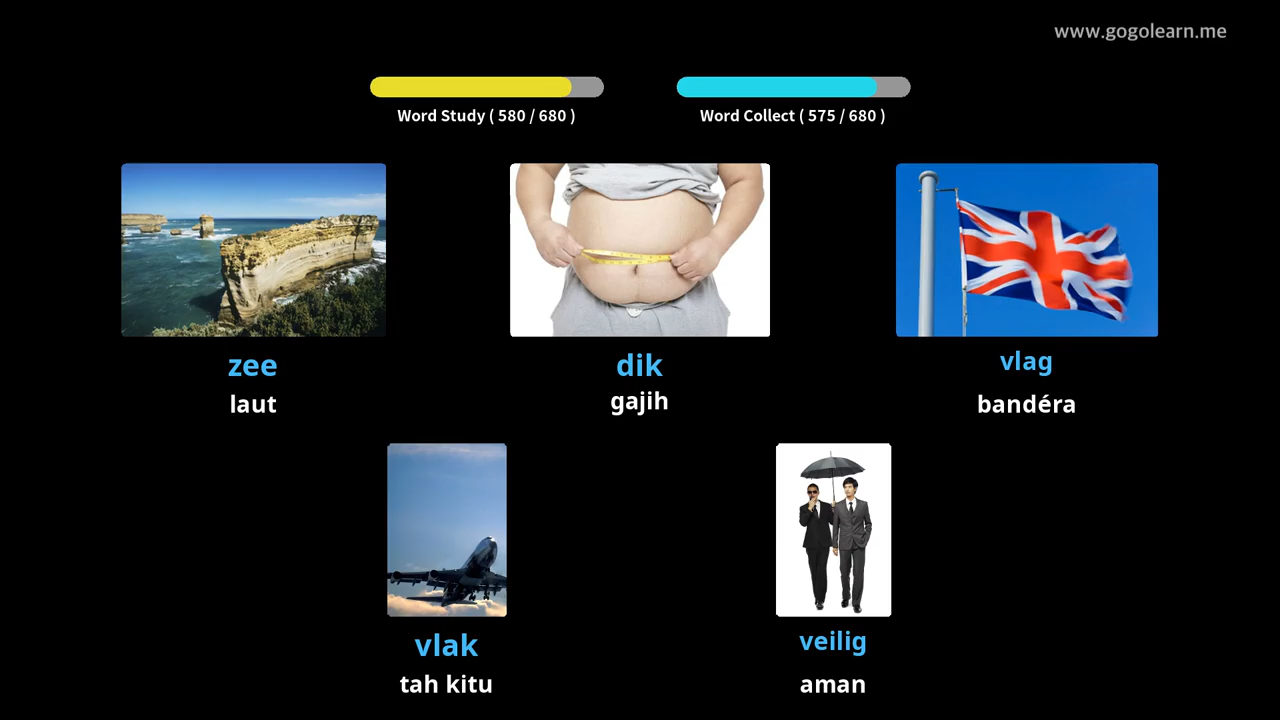 www.gogolearn.me
Word Study ( 580 / 680 )
Word Collect ( 575 / 680 )
zee
laut
dik
gajih
vlag
bandéra
vlak
tah kitu
veilig
aman